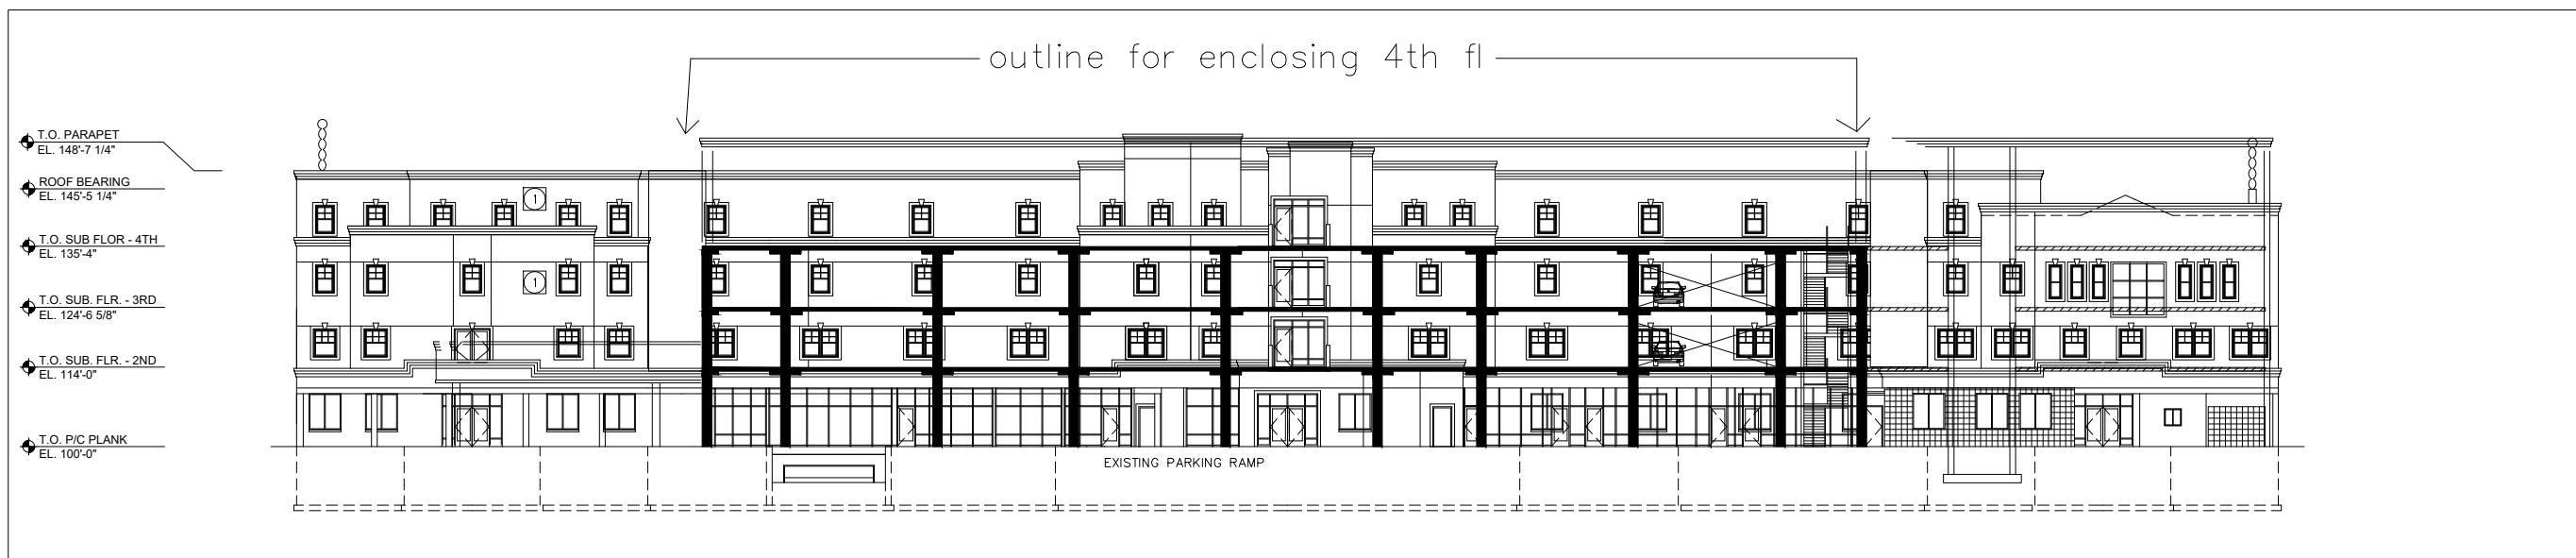 outline for enclosing 4th fl
T.O. PARAPET
EL. 148'-7 1/4"
ROOF BEARING
EL. 145'-5 1/4"
1
T.O. SUB FLOR - 4TH
EL. 135'-4"
1
T.O. SUB. FLR. - 3RD
EL. 124'-6 5/8"
T.O. SUB. FLR. - 2ND
EL. 114'-0"
T.O. P/C PLANK
EL. 100'-0"
EXISTING PARKING RAMP